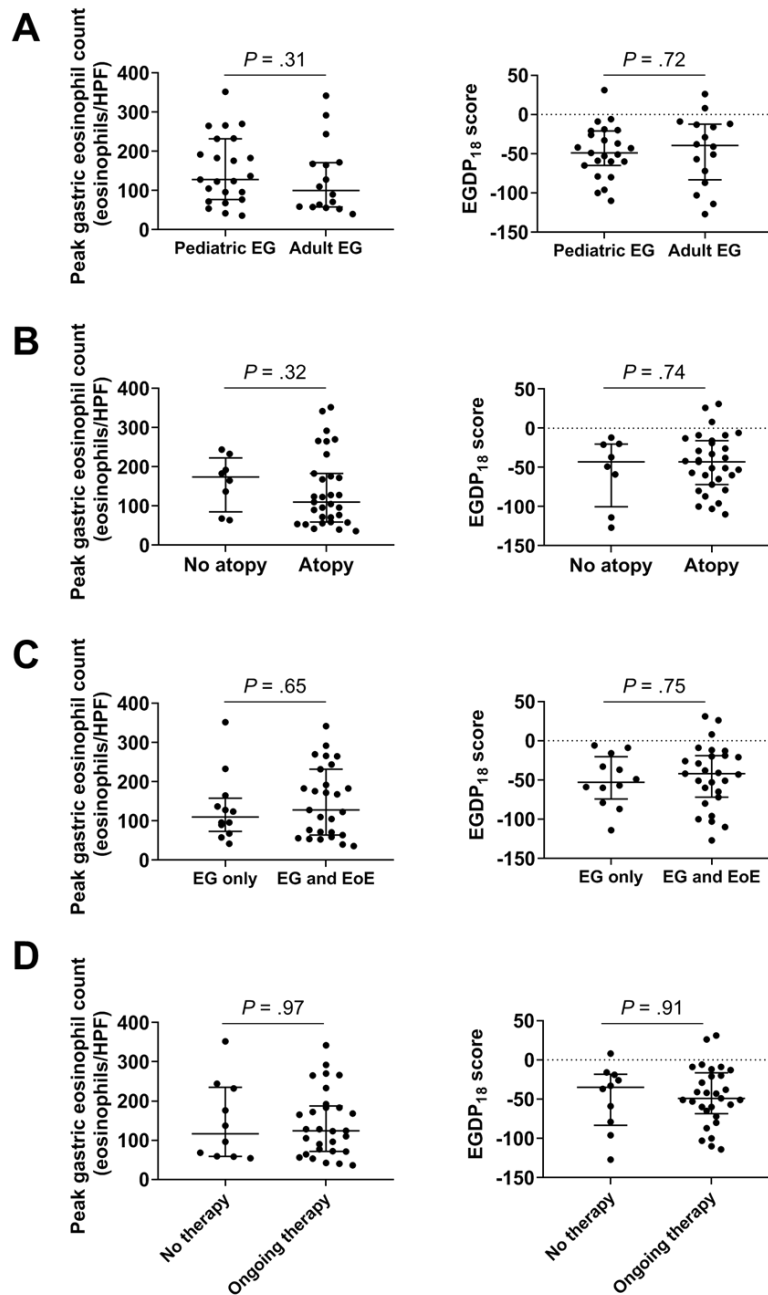 A
Peak gastric eosinophil count
(eosinophils/HPF)
400
300
200
100
0
P = .31
Pediatric EG Adult EG
EGDP18 score
50
0
-50
-100
-150
P = .72
Pediatric EG Adult EG
B
Peak gastric eosinophil count
(eosinophils/HPF)
400
300
200
100
0
P = .32
No atopy Atopy
EGDP18 score
50
0
-50
-100
-150
P = .74
No atopy Atopy
C
Peak gastric eosinophil count
(eosinophils/HPF)
400
300
200
100
0
P = .65
EG only EG and EoE
EGDP18 score
50
0
-50
-100
-150
P = .75
EG only EG and EoE
D
Peak gastric eosinophil count
(eosinophils/HPF)
400
300
200
100
0
P = .97
No therapy
Ongoing therapy
EGDP18 score
50
0
-50
-100
-150
P = .91
No therapy
Ongoing therapy